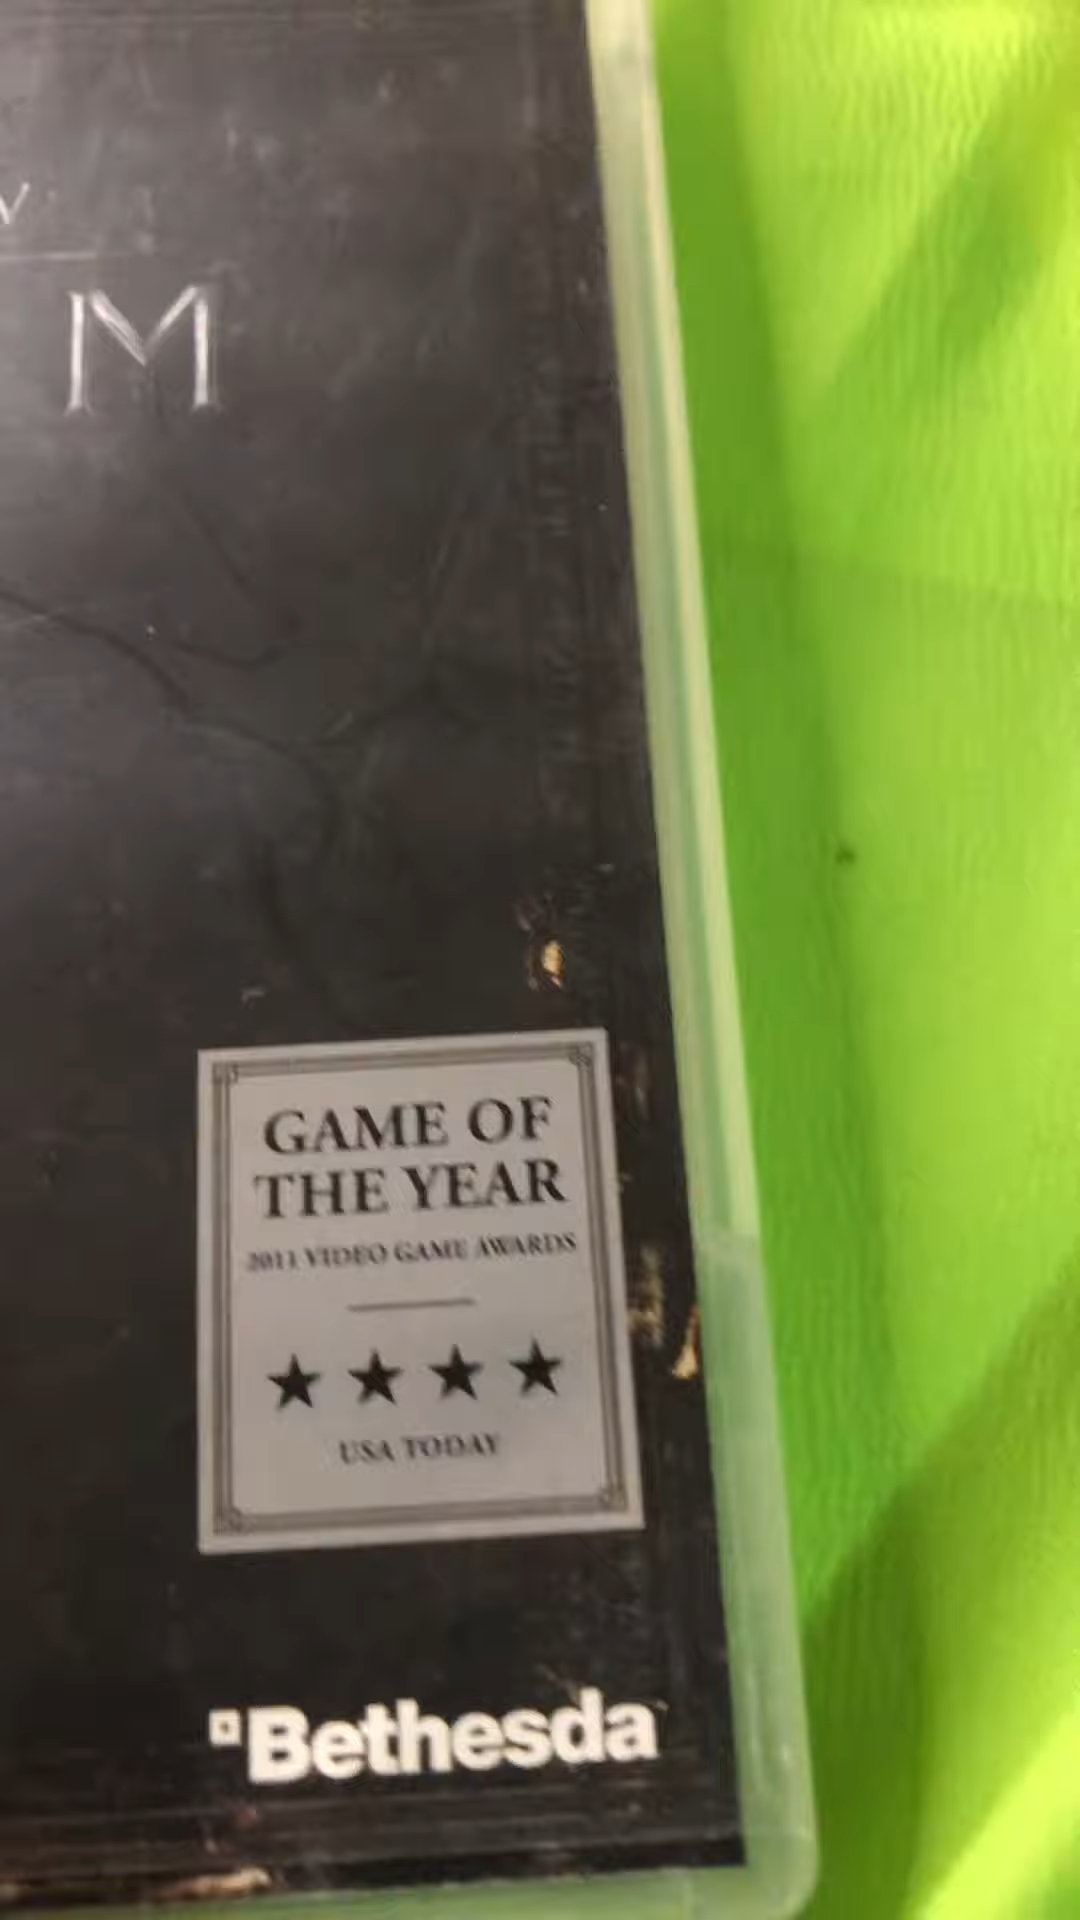 V
M
GAME OF
THE YEAR
2011 VIDEO GAME AWARDS
USA TODAY
Bethesda